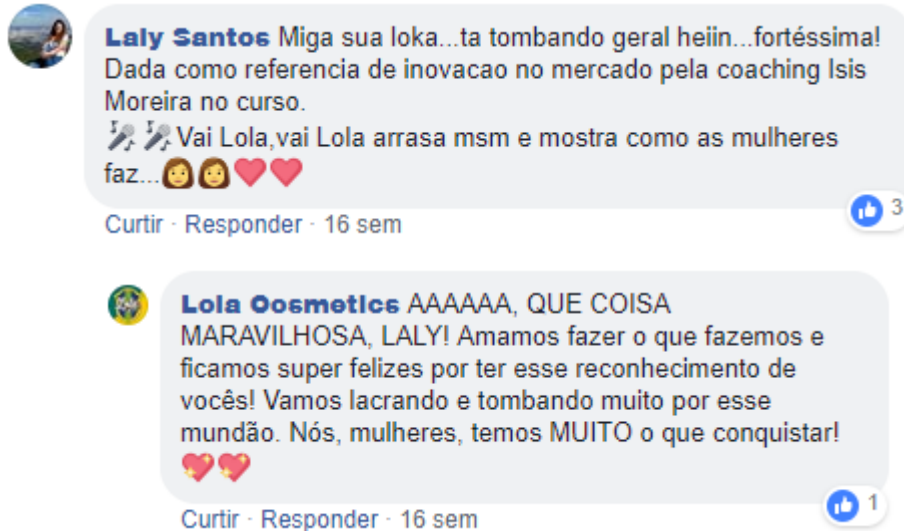 Laly Santos Miga sua loka...ta tombando geral heiin...fortéssima!
Dada como referencia de inovacao no mercado pela coaching Isis
Moreira no curso.
🎤🎤Vai Lola,vai Lola arrasa msm e mostra como as mulheres
faz...👩👩❤❤
Curtir · Responder · 16 sem
3
Lola Cosmetics AAAAAA, QUE COISA
MARAVILHOSA, LALY! Amamos fazer o que fazemos e
ficamos super felizes por ter esse reconhecimento de
vocês! Vamos lacrando e tombando muito por esse
mundão. Nós, mulheres, temos MUITO o que conquistar!
💖💖
Curtir · Responder · 16 sem
1